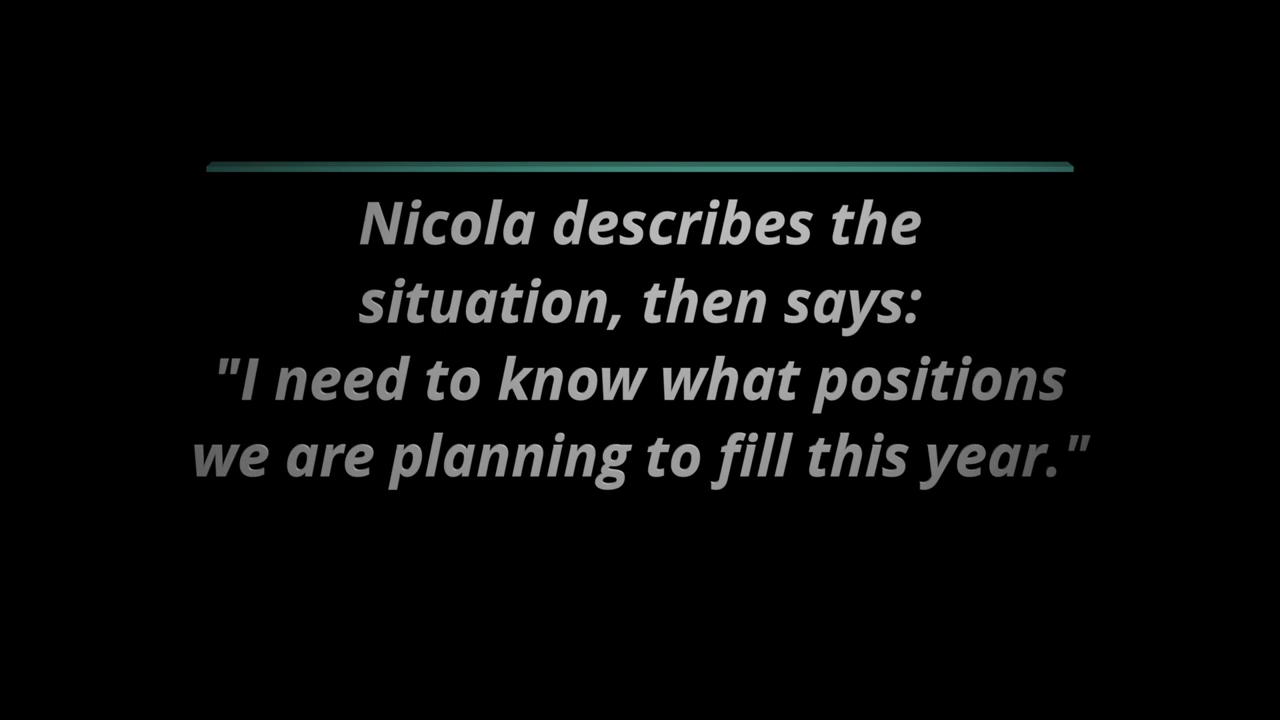 Nicola describes the
situation, then says:
"I need to know what positions
we are planning to fill this year."